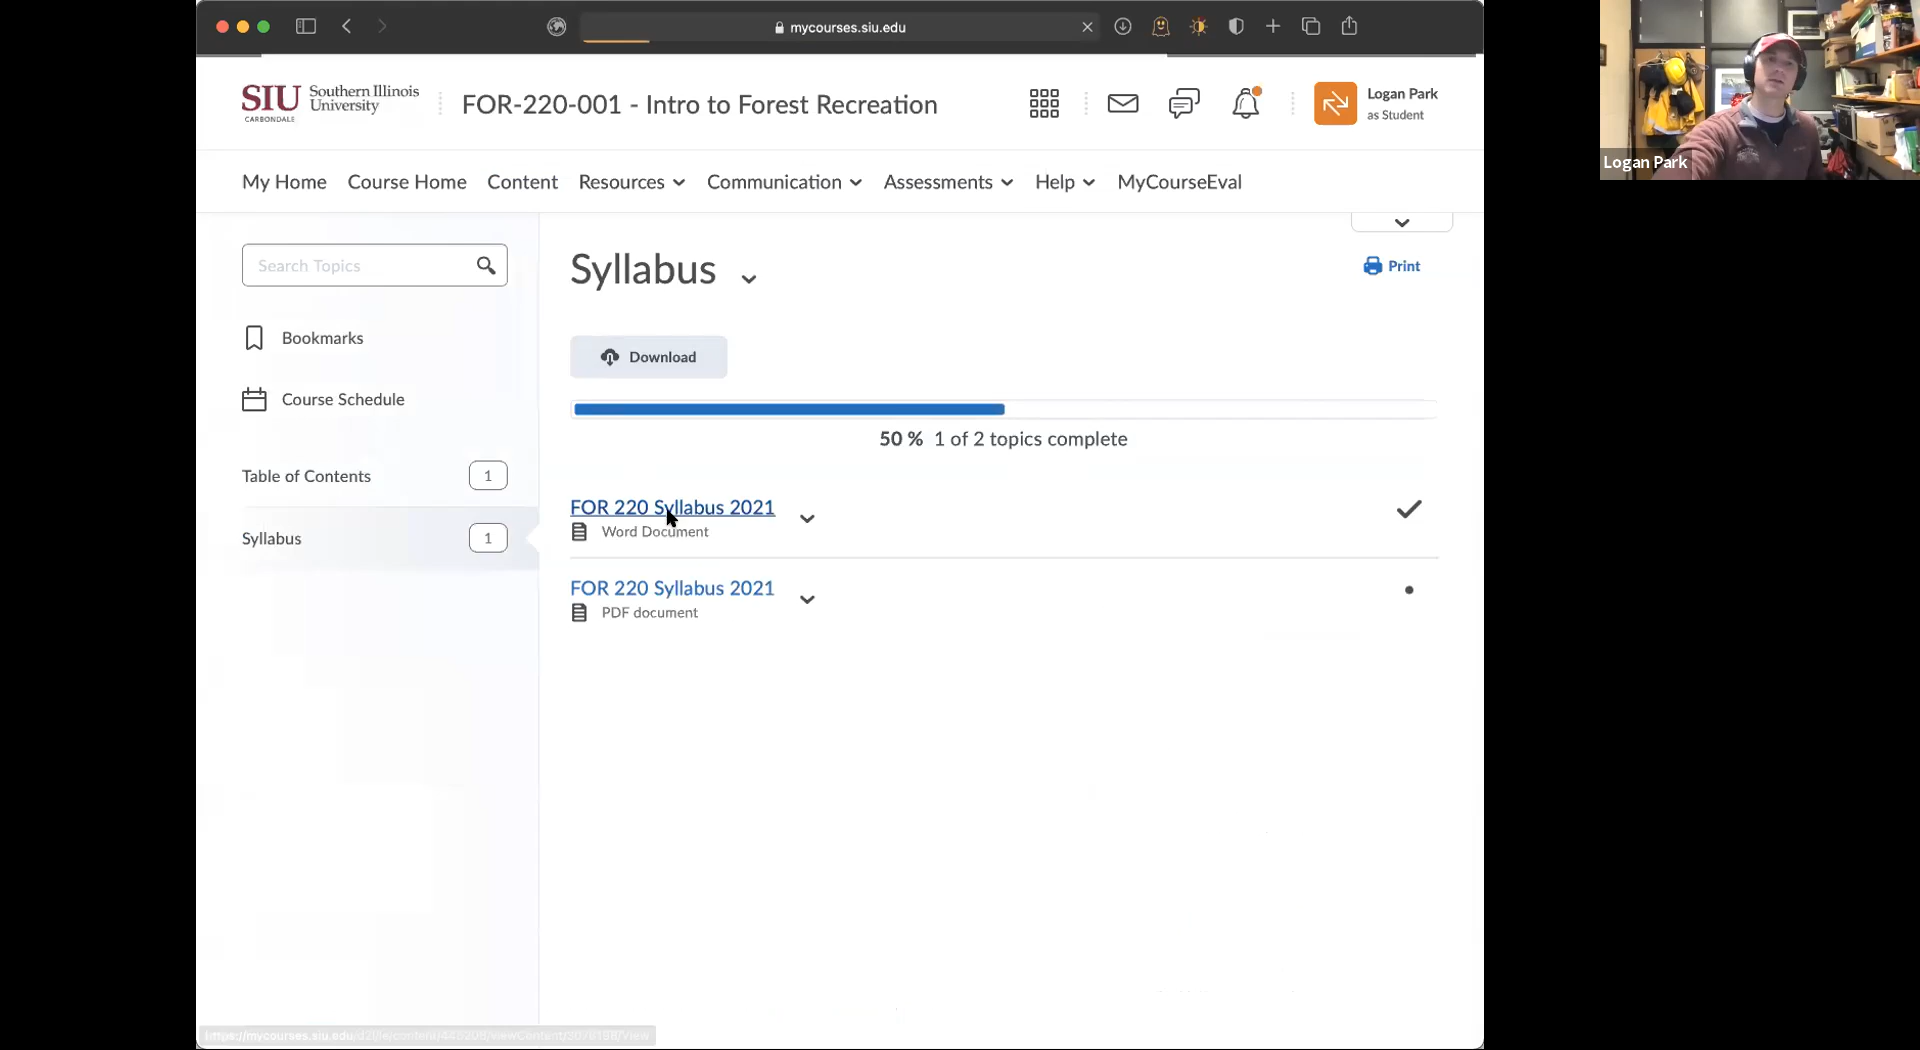 mycourses.siu.edu
SIU Southern Illinois University
CARBONDALE
FOR-220-001 - Intro to Forest Recreation
Logan Park
as Student
Logan Park
My Home Course Home Content Resources Communication Assessments Help MyCourseEval
Search Topics
Bookmarks
Course Schedule
Table of Contents 1
Syllabus 1
Syllabus
Print
Download
50 % 1 of 2 topics complete
FOR 220 Syllabus 2021
Word Document
FOR 220 Syllabus 2021
PDF document